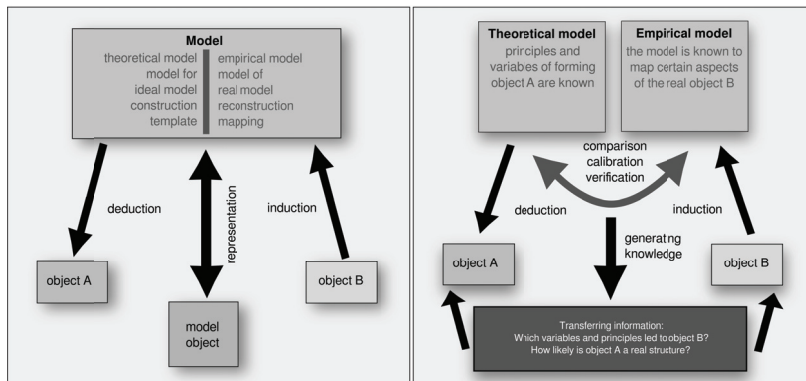 Model
theoretical model
model for
ideal model
construction
template
empirical model
model of
real model
reconstruction
mapping
deduction
representation
induction
object A
model
object
object B
Theoretical model
principles and
variabes of forming
object A are known
Empirical model
the model is known to
map certain aspects
of the real object B
comparison
calibration
verification
deduction
induction
generating
knowledge
object A
object B
Transferring information:
Which variables and principles led to object B?
How likely is object A a real structure?